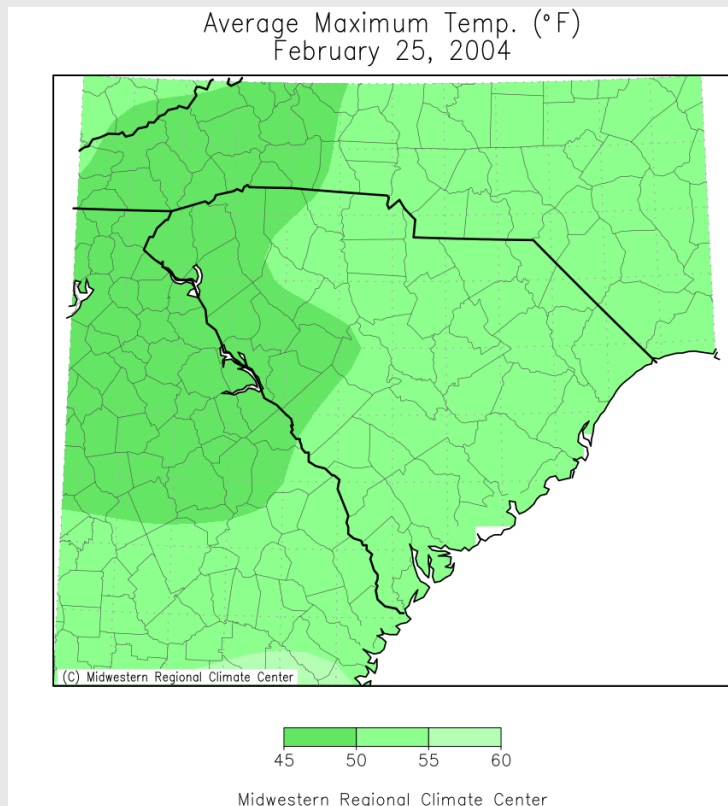 Average Maximum Temp. (°F)
February 25, 2004
(C) Midwestern Regional Climate Center
45 50 55 60
Midwestern Regional Climate Center